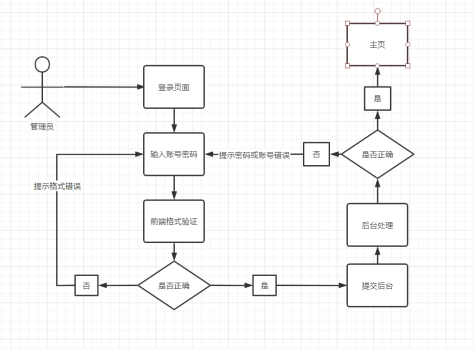 主页
登录页面
是
管理员
输入账号密码
提示密码或账号错误
否
是否正确
提示格式错误
前端格式验证
后台处理
否
是否正确
是
提交后台